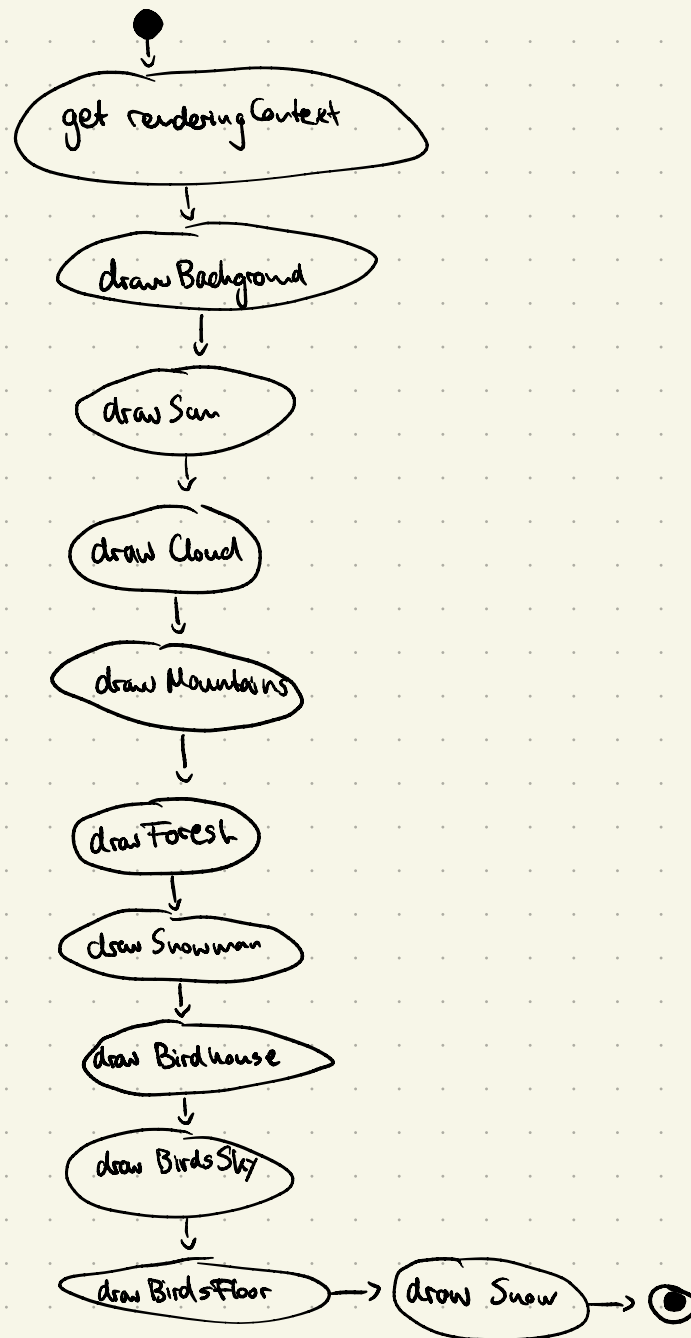 get renderingContext
draw Background
draw Sun
draw Cloud
draw Mountains
draw Forest
draw Snowman
draw Birdhouse
draw BirdsSky
draw BirdsFloor
draw Snow